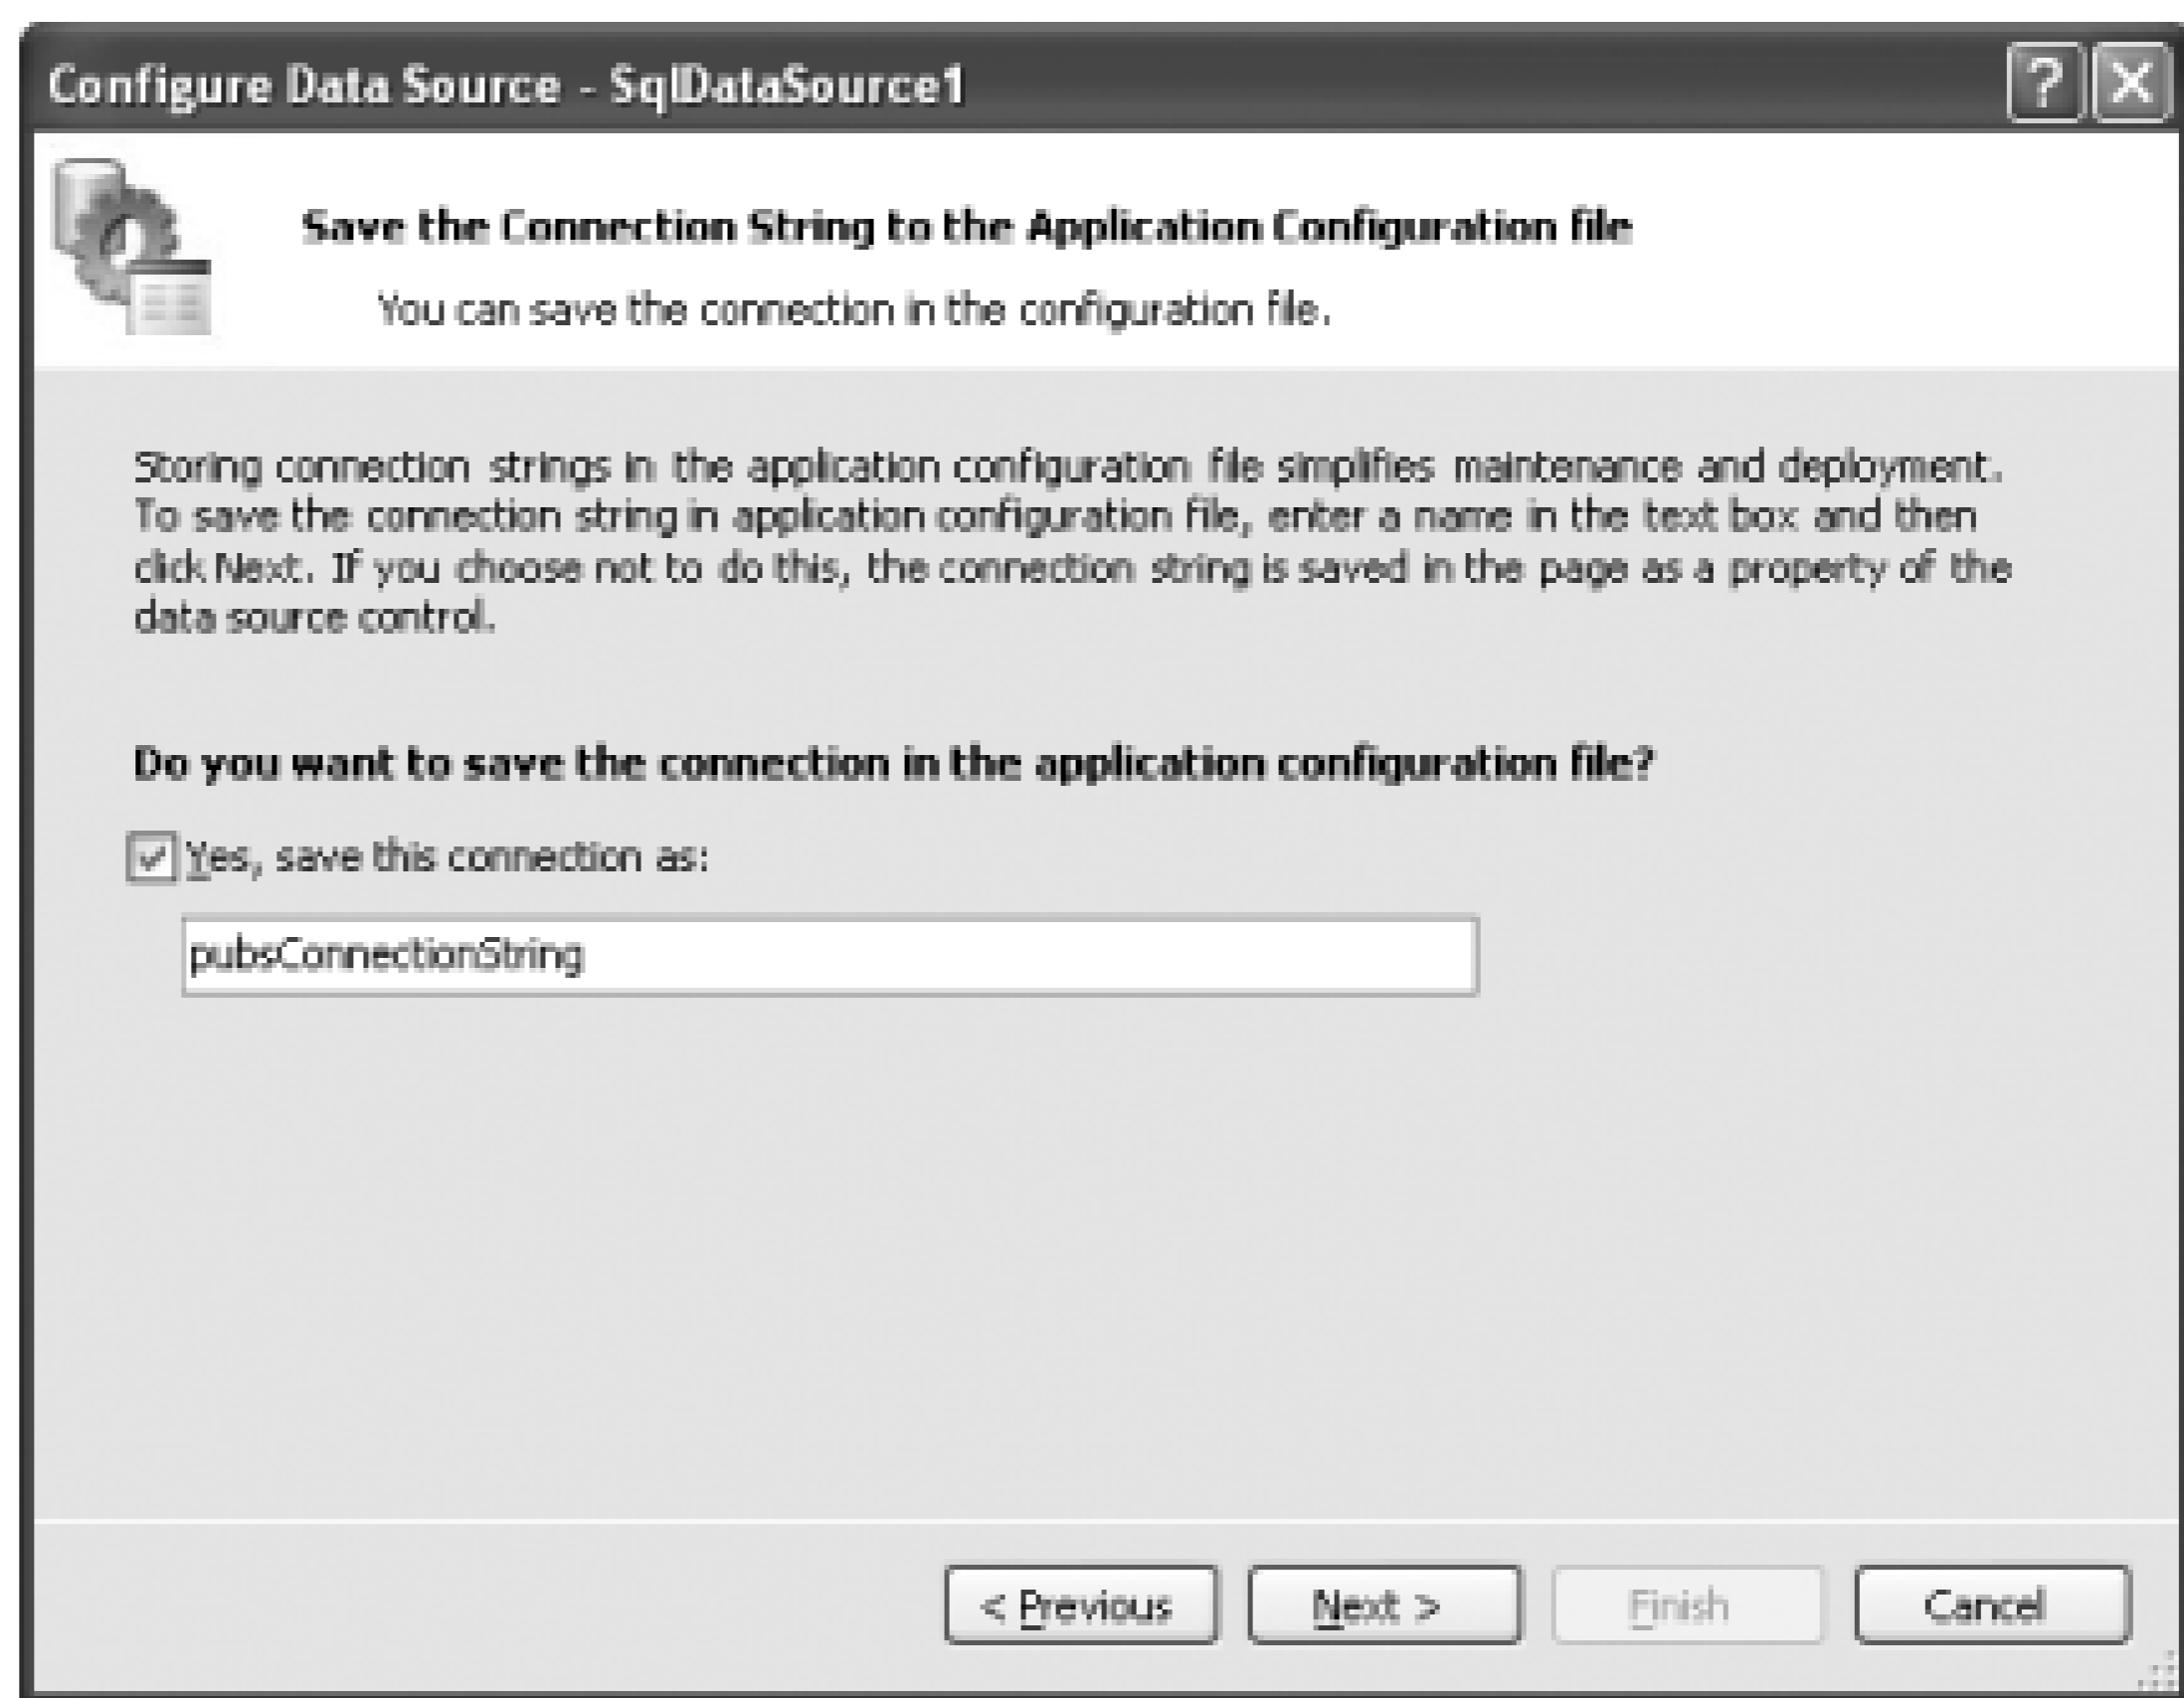 Configure Data Source - SqlDataSource1
Save the Connection String to the Application Configuration file
You can save the connection in the configuration file.
Storing connection strings in the application configuration file simplifies maintenance and deployment.
To save the connection string in application configuration file, enter a name in the text box and then
click Next. If you choose not to do this, the connection string is saved in the page as a property of the
data source control.
Do you want to save the connection in the application configuration file?
Yes, save this connection as:
pubsConnectionString
< Previous Next > Finish Cancel